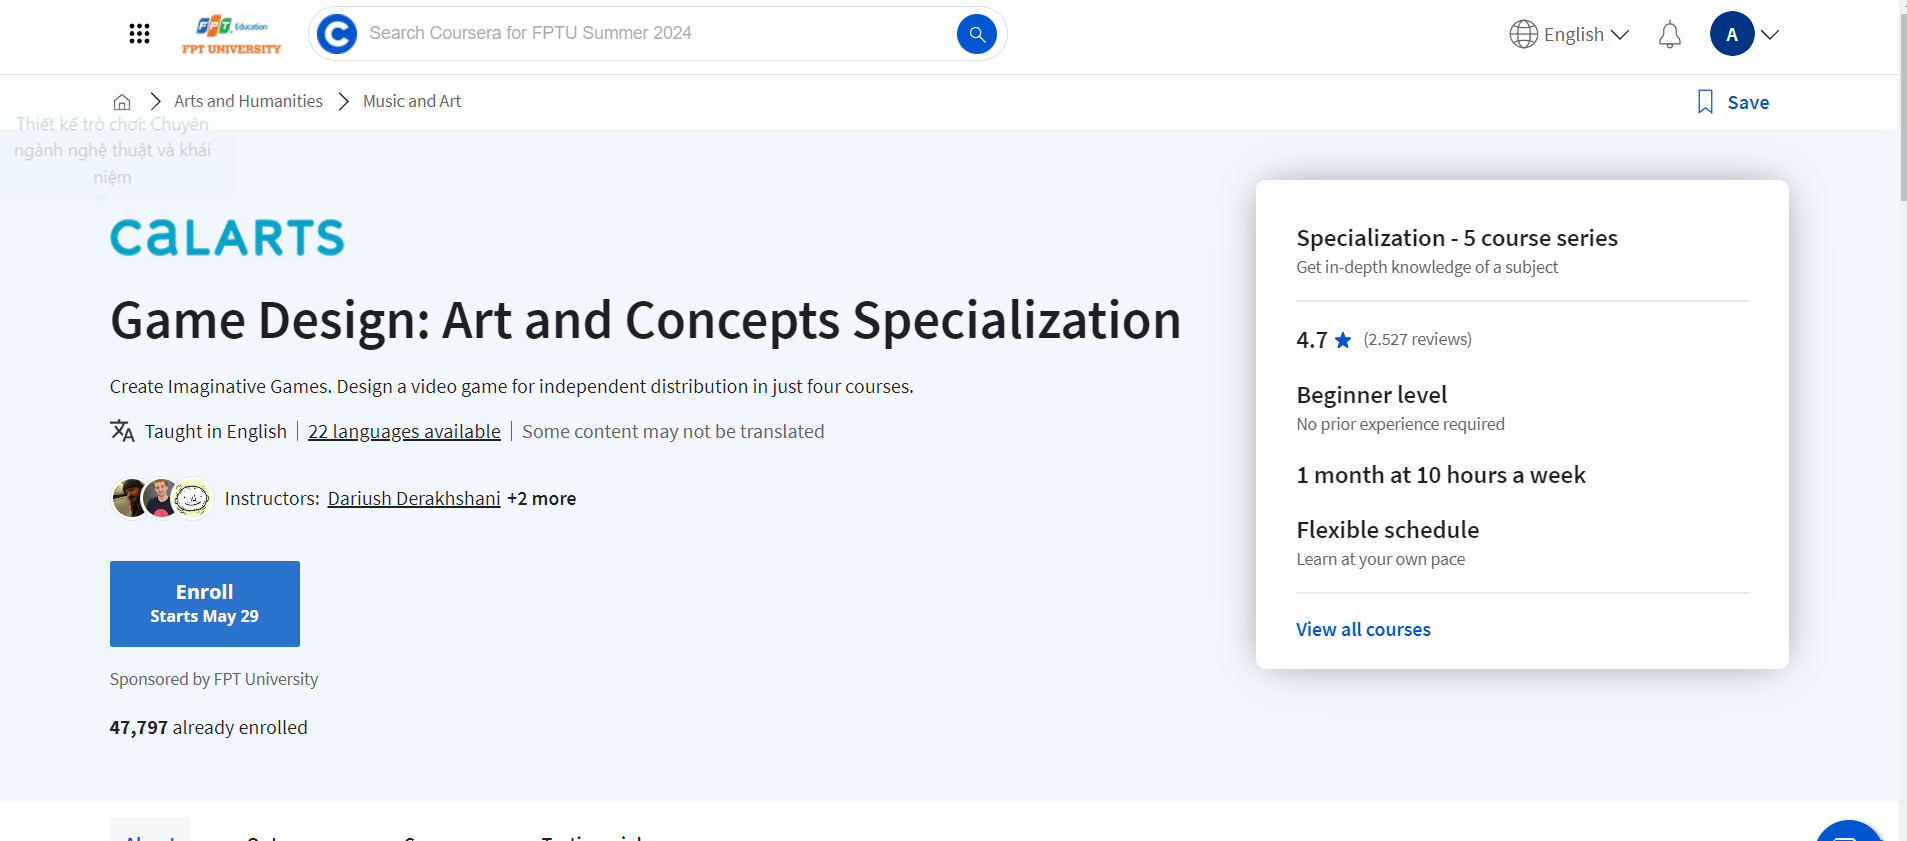 FPT Education
FPT UNIVERSITY
Search Coursera for FPTU Summer 2024
English
A
Arts and Humanities
Music and Art
Save
Thiết kế trò chơi: Chuyên
ngành nghệ thuật và khái
niệm
CALARTS
Game Design: Art and Concepts Specialization
Create Imaginative Games. Design a video game for independent distribution in just four courses.
Taught in English
22 languages available
Some content may not be translated
Instructors: Dariush Derakhshani +2 more
Enroll
Starts May 29
Sponsored by FPT University
47,797 already enrolled
Specialization - 5 course series
Get in-depth knowledge of a subject
4.7 ★ (2.527 reviews)
Beginner level
No prior experience required
1 month at 10 hours a week
Flexible schedule
Learn at your own pace
View all courses